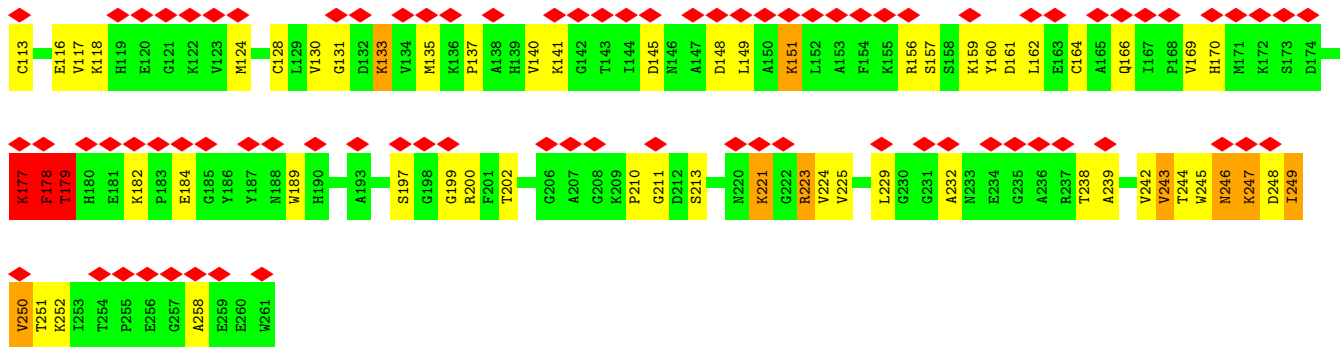 C113 E116 V117 K118 H119 E120 G121 K122 V123 M124 C128 L129 V130 G131 D132 K133 V134 M135 K136 P137 A138 H139 V140 K141 G142 T143 I144 D145 N146 A147 D148 L149 A150 K151 L152 A153 F154 K155 R156 S157 S158 K159 Y160 D161 L162 E163 C164 A165 Q166 I167 P168 V169 H170 M171 K172 S173 D174
K177 F178 T179 H180 E181 K182 P183 E184 G185 Y186 Y187 N188 W189 H190 A193 S197 G198 G199 R200 F201 T202 G206 A207 G208 K209 P210 G211 D212 S213 N220 K221 G222 R223 V224 V225 L229 G230 G231 A232 N233 E234 G235 A236 R237 T238 A239 V242 V243 T244 W245 N246 K247 D248 I249
V250 T251 K252 I253 T254 P255 E256 G257 A258 E259 E260 W261